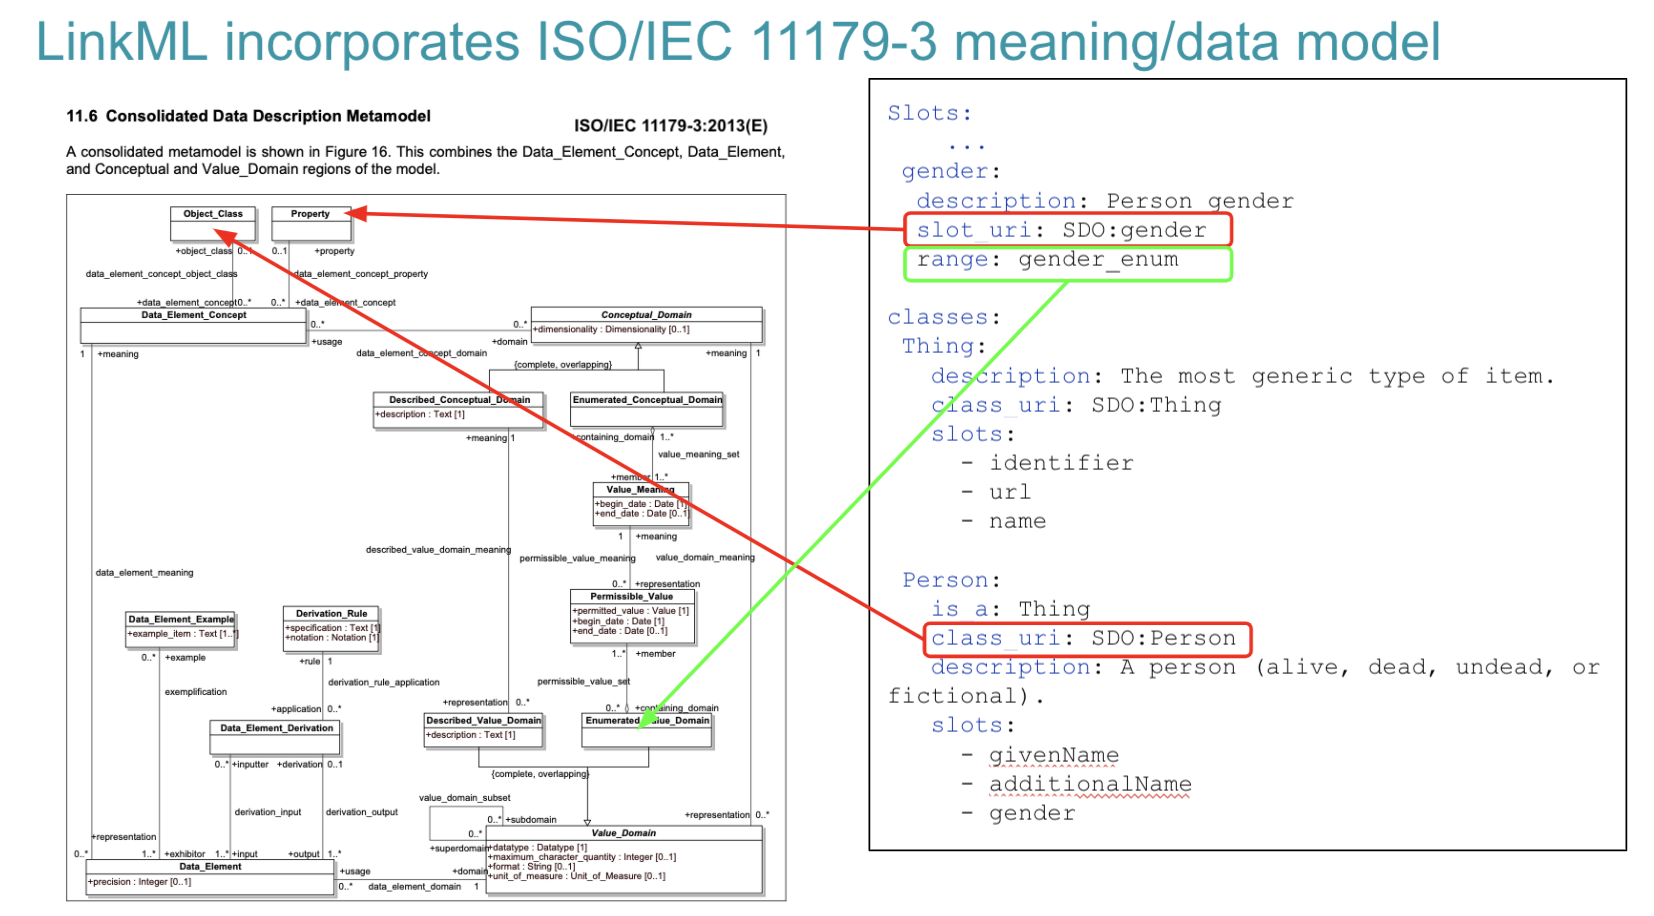 LinkML incorporates ISO/IEC 11179-3 meaning/data model
11.6 Consolidated Data Description Metamodel
ISO/IEC 11179-3:2013(E)
A consolidated metamodel is shown in Figure 16. This combines the Data_Element_Concept, Data_Element,
and Conceptual and Value_Domain regions of the model.
Object_Class
Property
+object_class 0..1
0..1 +property
data_element_concept_object_class
data_element_concept_property
+data_element_concept0..*
0..* +data_element_concept
Data_Element_Concept
Conceptual_Domain
+dimensionality : Dimensionality [0..1]
0..*
+usage
0..*
+domain
data_element_concept_domain
1 +meaning
+meaning 1
{complete, overlapping}
Described_Conceptual_Domain
+description : Text [1]
Enumerated_Conceptual_Domain
+meaning 1
containing_domain 1..*
value_meaning_set
+member 1..*
Value_Meaning
+begin_date : Date [1]
+end_date : Date [0..1]
1 +meaning
described_value_domain_meaning
permissible_value_meaning
value_domain_meaning
data_element_meaning
0..* +representation
Permissible_Value
+permitted_value : Value [1]
+begin_date : Date [1]
+end_date : Date [0..1]
Data_Element_Example
+example_item : Text [1..*]
Derivation_Rule
+specification : Text [1]
+notation : Notation [1]
0..* +example
+rule 1
1..* +member
exemplification
derivation_rule_application
permissible_value_set
+application 0..*
+representation 0..*
0..* +containing_domain
Data_Element_Derivation
Described_Value_Domain
+description : Text [1]
Enumerated_Value_Domain
0..* +inputter +derivation 0..1
{complete, overlapping}
derivation_input
derivation_output
value_domain_subset
0..* +subdomain
0..*
+superdomain
+representation 0..*
Value_Domain
+datatype : Datatype [1]
+maximum_character_quantity : Integer [0..1]
+format : String [0..1]
+unit_of_measure : Unit_of_Measure [0..1]
+representation
0..*
1..* +exhibitor 1..* +input
+output 1..*
Data_Element
+precision : Integer [0..1]
+usage
0..*
data_element_domain
+domain
1
Slots:
...
gender:
description: Person gender
slot_uri: SDO:gender
range: gender_enum
classes:
Thing:
description: The most generic type of item.
class_uri: SDO:Thing
slots:
- identifier
- url
- name
Person:
is_a: Thing
class_uri: SDO:Person
description: A person (alive, dead, undead, or
fictional).
slots:
- givenName
- additionalName
- gender